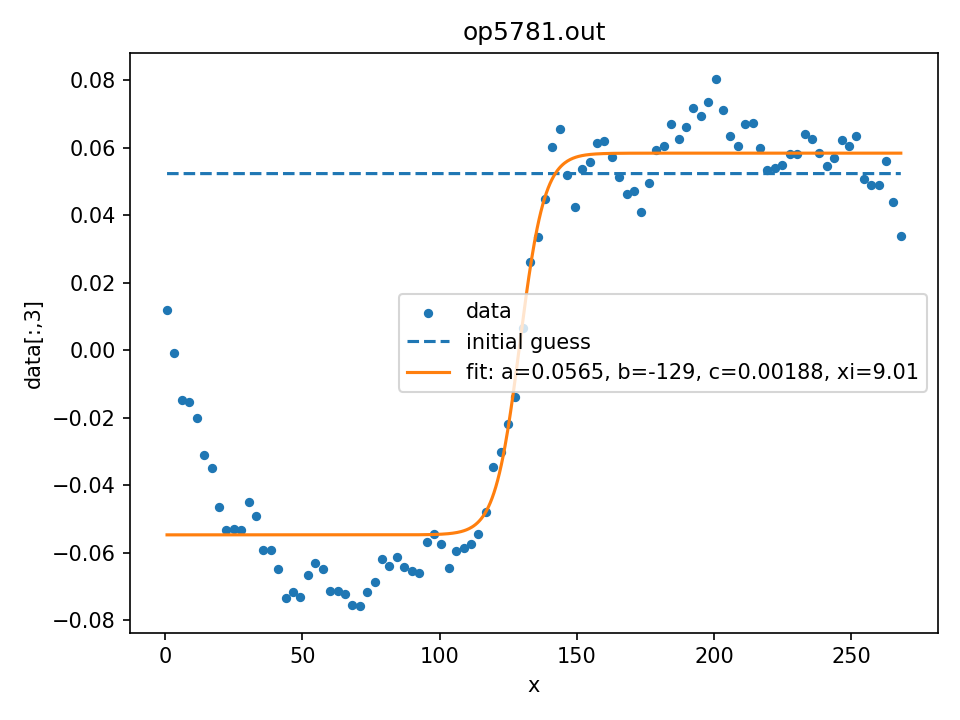 op5781.out
0.08
0.06
0.04
0.02
0.00
−0.02
−0.04
−0.06
−0.08
data[:,3]
data
initial guess
fit: a=0.0565, b=-129, c=0.00188, xi=9.01
0 50 100 150 200 250
x